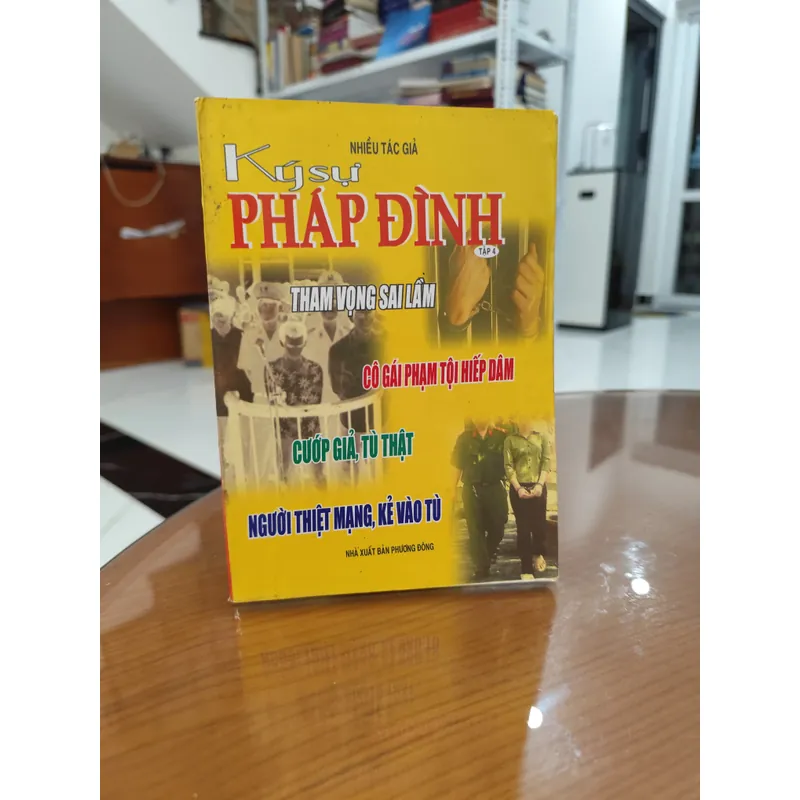 NHIỀU TÁC GIẢ
Ký sự
PHÁP ĐÌNH
TẬP 4
THAM VỌNG SAI LẦM
CÔ GÁI PHẠM TỘI HIẾP DÂM
CƯỚP GIẢ, TÙ THẬT
NGƯỜI THIỆT MẠNG, KẺ VÀO TÙ
NHÀ XUẤT BẢN PHƯƠNG ĐÔNG